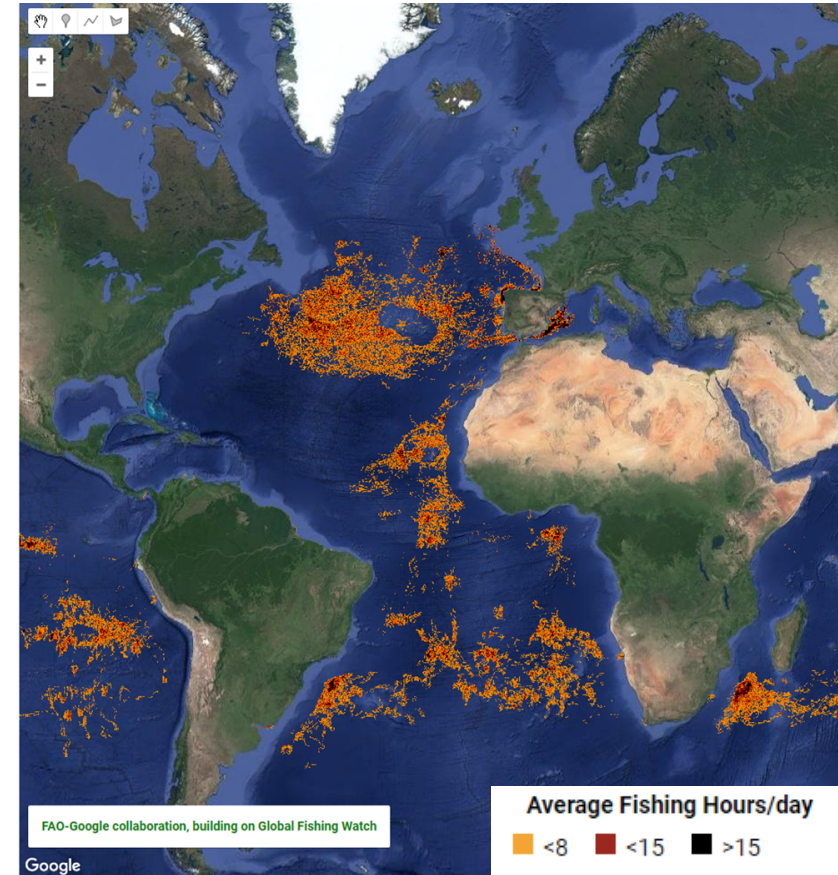 +
−
FAO-Google collaboration, building on Global Fishing Watch
Google
Average Fishing Hours/day
<8 <15 >15